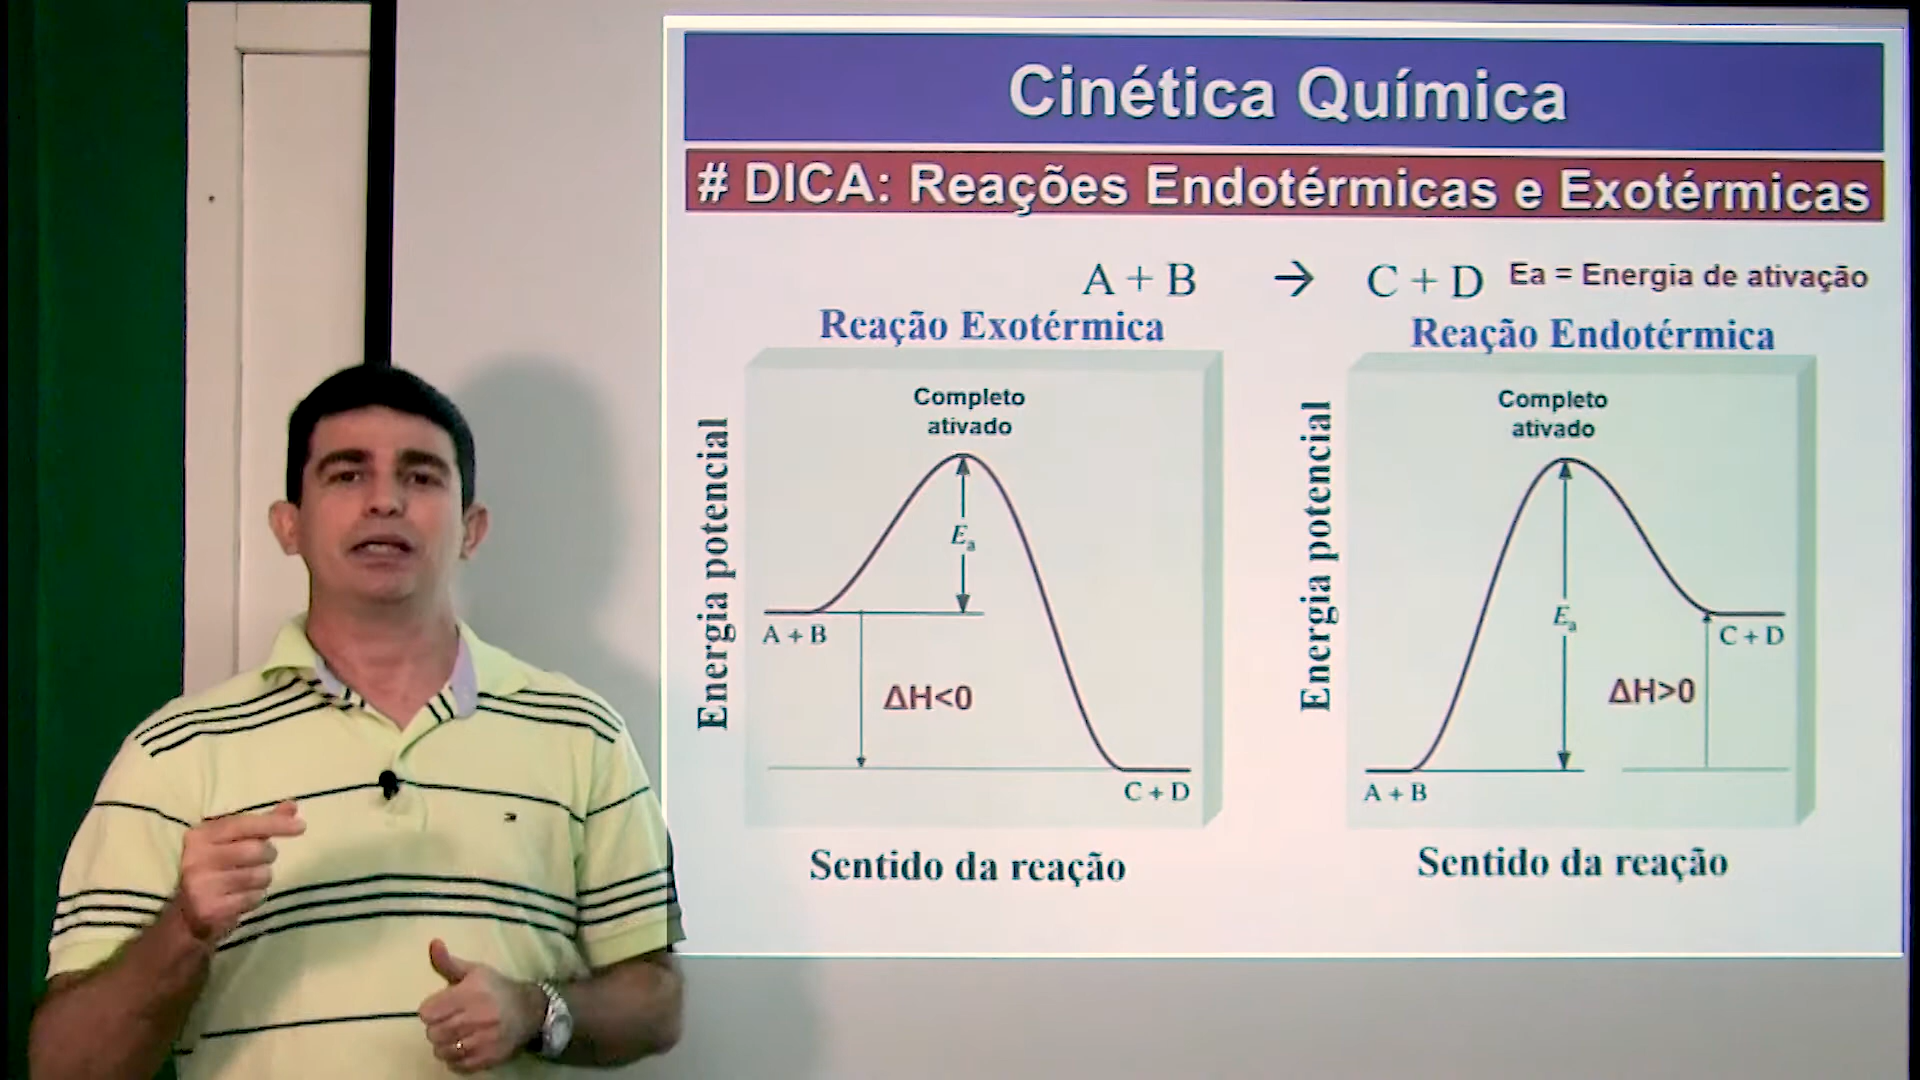 Cinética Química
# DICA: Reações Endotérmicas e Exotérmicas
A + B → C + D Ea = Energia de ativação
Reação Exotérmica
Energia potencial
Completo
ativado
Ea
A + B
ΔH<0
C + D
Sentido da reação
Reação Endotérmica
Energia potencial
Completo
ativado
Ea
C + D
ΔH>0
A + B
Sentido da reação